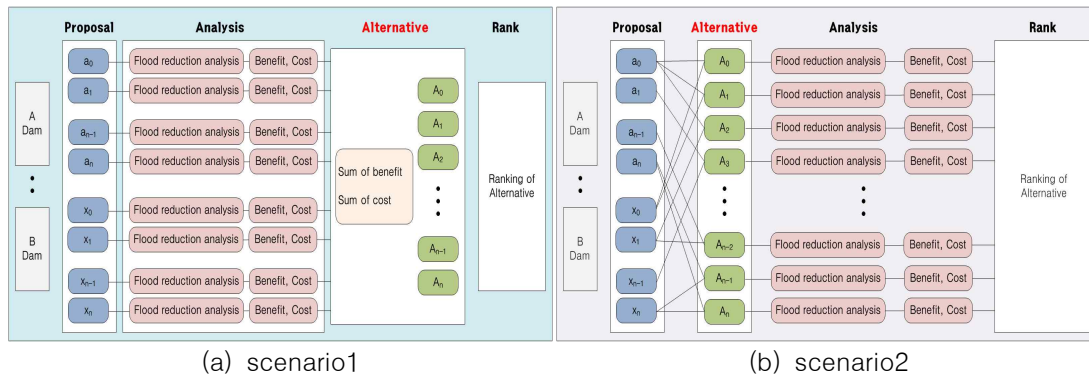 Proposal Analysis Alternative Rank
A
Dam
B
Dam
a₀ Flood reduction analysis Benefit, Cost
a₁ Flood reduction analysis Benefit, Cost
aₙ₋₁ Flood reduction analysis Benefit, Cost
aₙ Flood reduction analysis Benefit, Cost
x₀ Flood reduction analysis Benefit, Cost
x₁ Flood reduction analysis Benefit, Cost
xₙ₋₁ Flood reduction analysis Benefit, Cost
xₙ Flood reduction analysis Benefit, Cost
Sum of benefit
Sum of cost
A₀
A₁
A₂
Aₙ₋₁
Aₙ
Ranking of
Alternative
(a) scenario1
Proposal Alternative Analysis Rank
A
Dam
B
Dam
a₀
a₁
aₙ₋₁
aₙ
x₀
x₁
xₙ₋₁
xₙ
A₀ Flood reduction analysis Benefit, Cost
A₁ Flood reduction analysis Benefit, Cost
A₂ Flood reduction analysis Benefit, Cost
A₃ Flood reduction analysis Benefit, Cost
Aₙ₋₂ Flood reduction analysis Benefit, Cost
Aₙ₋₁ Flood reduction analysis Benefit, Cost
Aₙ Flood reduction analysis Benefit, Cost
Ranking of
Alternative
(b) scenario2